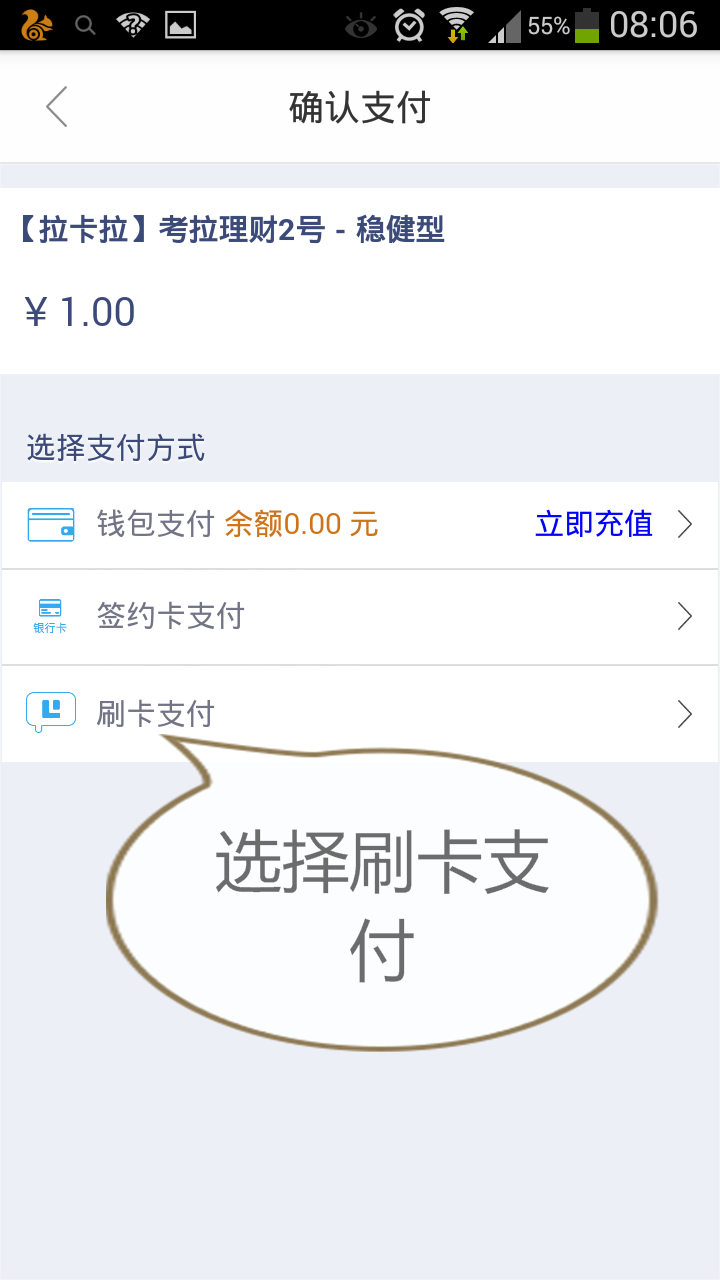 55% 08:06
确认支付
【拉卡拉】考拉理财2号 - 稳健型
¥ 1.00
选择支付方式
钱包支付 余额0.00 元 立即充值
银行卡 签约卡支付
刷卡支付
选择刷卡支
付